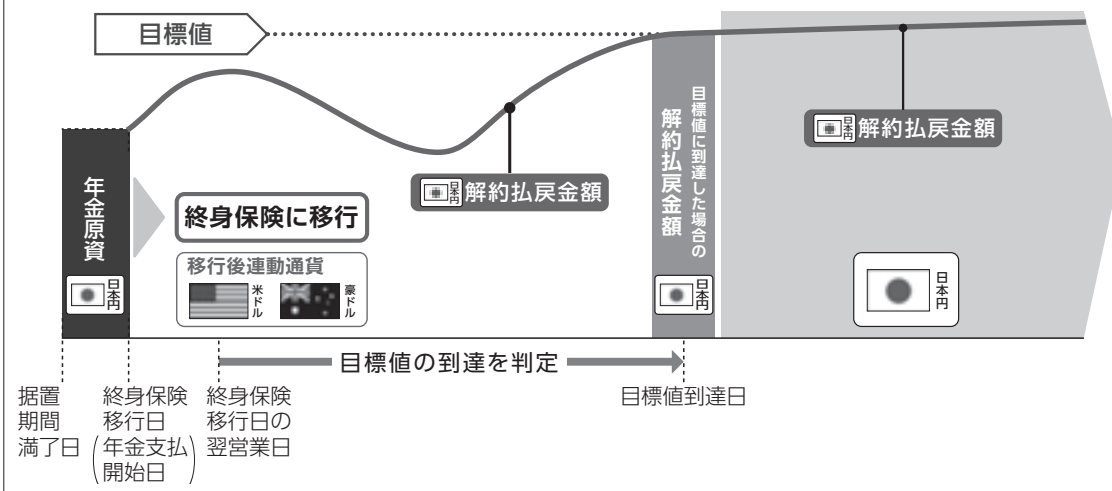 目標値
年金原資
日本円
終身保険に移行
移行後連動通貨
米ドル
豪ドル
日本円
解約払戻金額
目標値に到達した場合の
解約払戻金額
日本円
日本円
解約払戻金額
日本円
目標値の到達を判定
据置
期間
満了日
終身保険
移行日
(年金支払
開始日)
終身保険
移行日の
翌営業日
目標値到達日